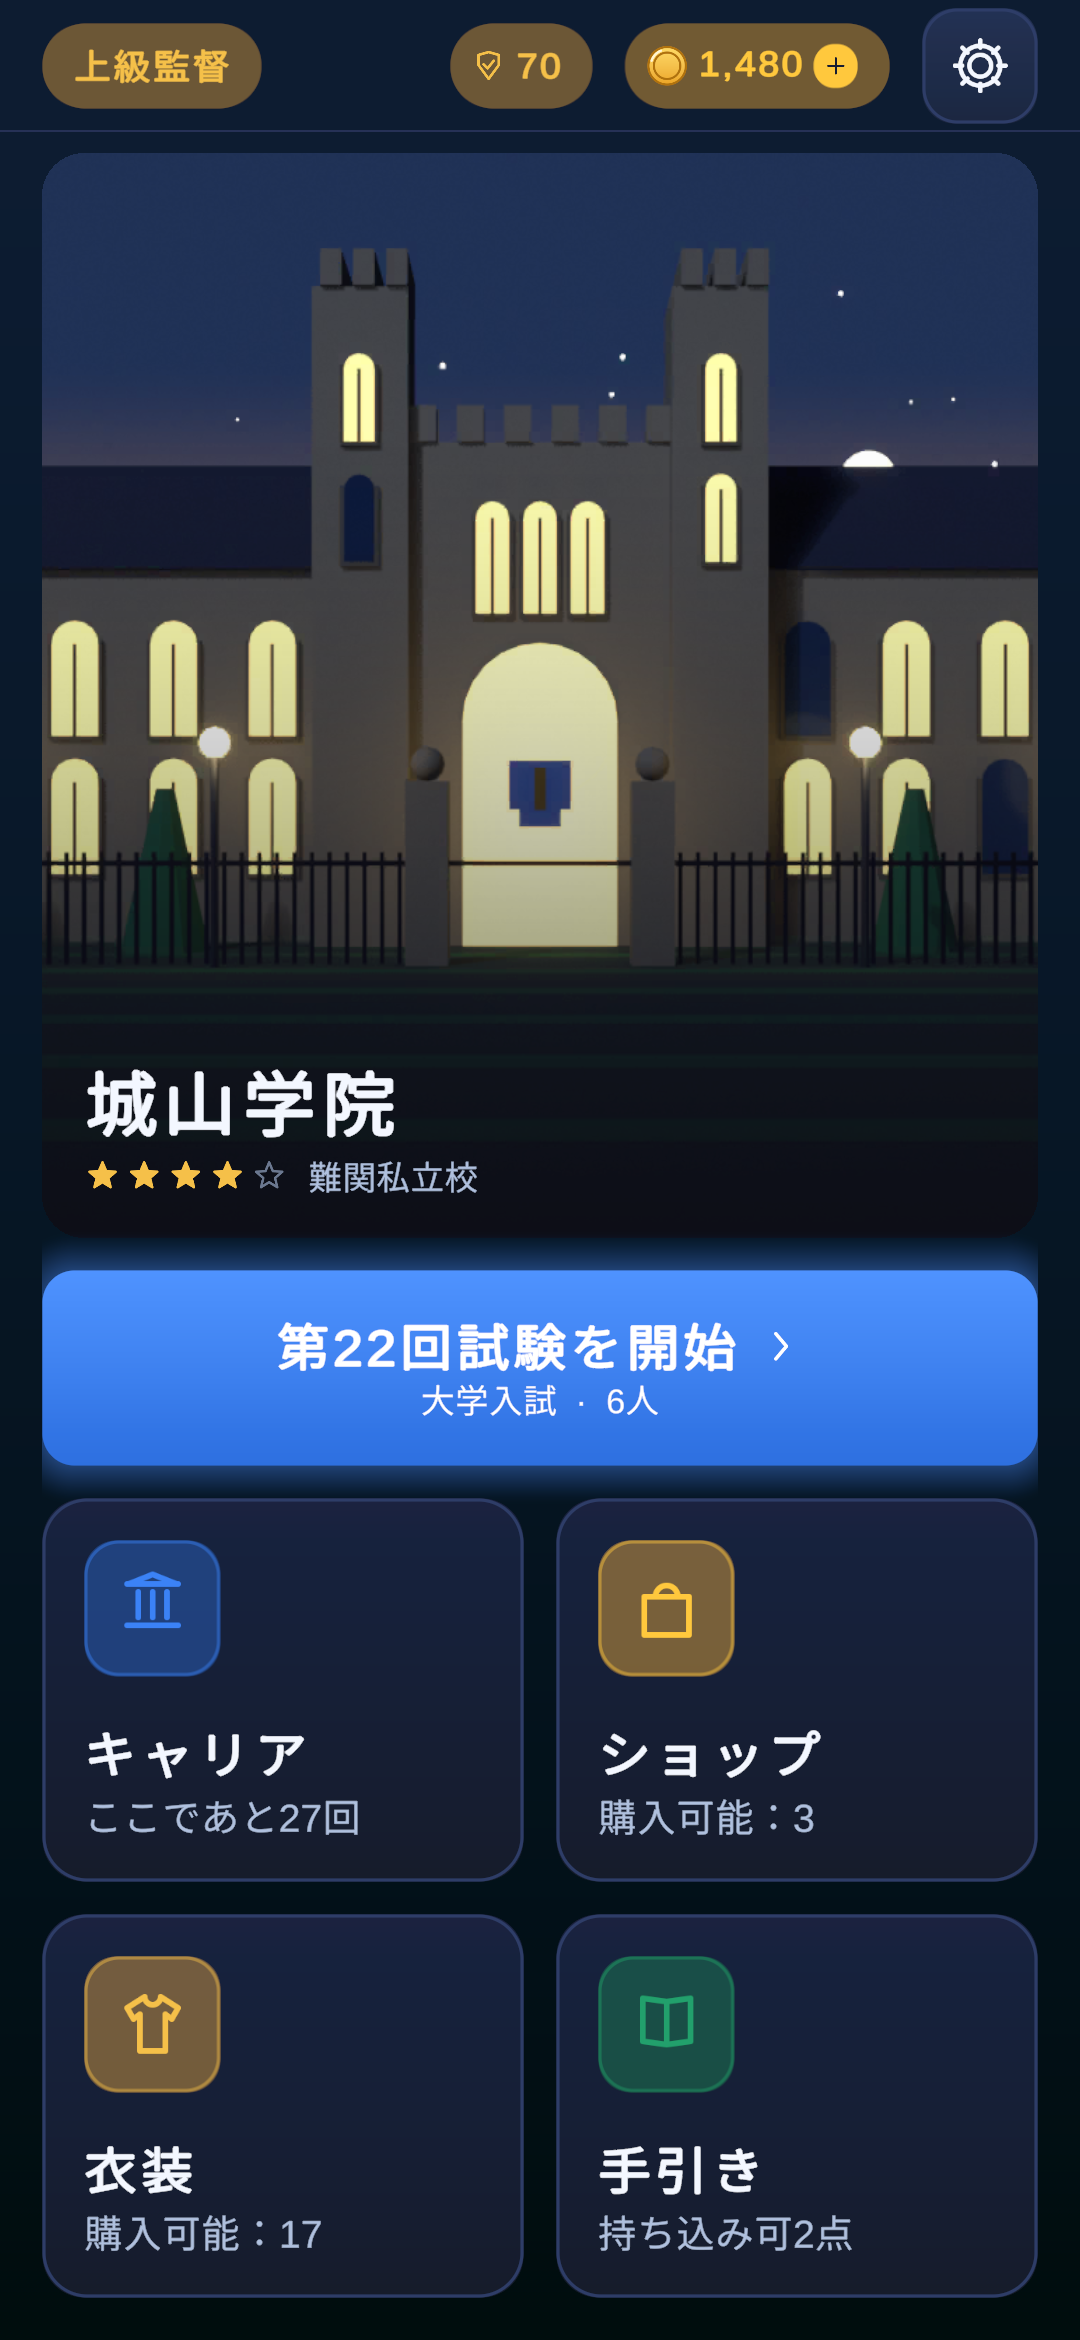 上級監督
70
1,480
城山学院
難関私立校
第22回試験を開始
大学入試 · 6人
キャリア
ここであと27回
ショップ
購入可能：3
衣装
購入可能：17
手引き
持ち込み可2点